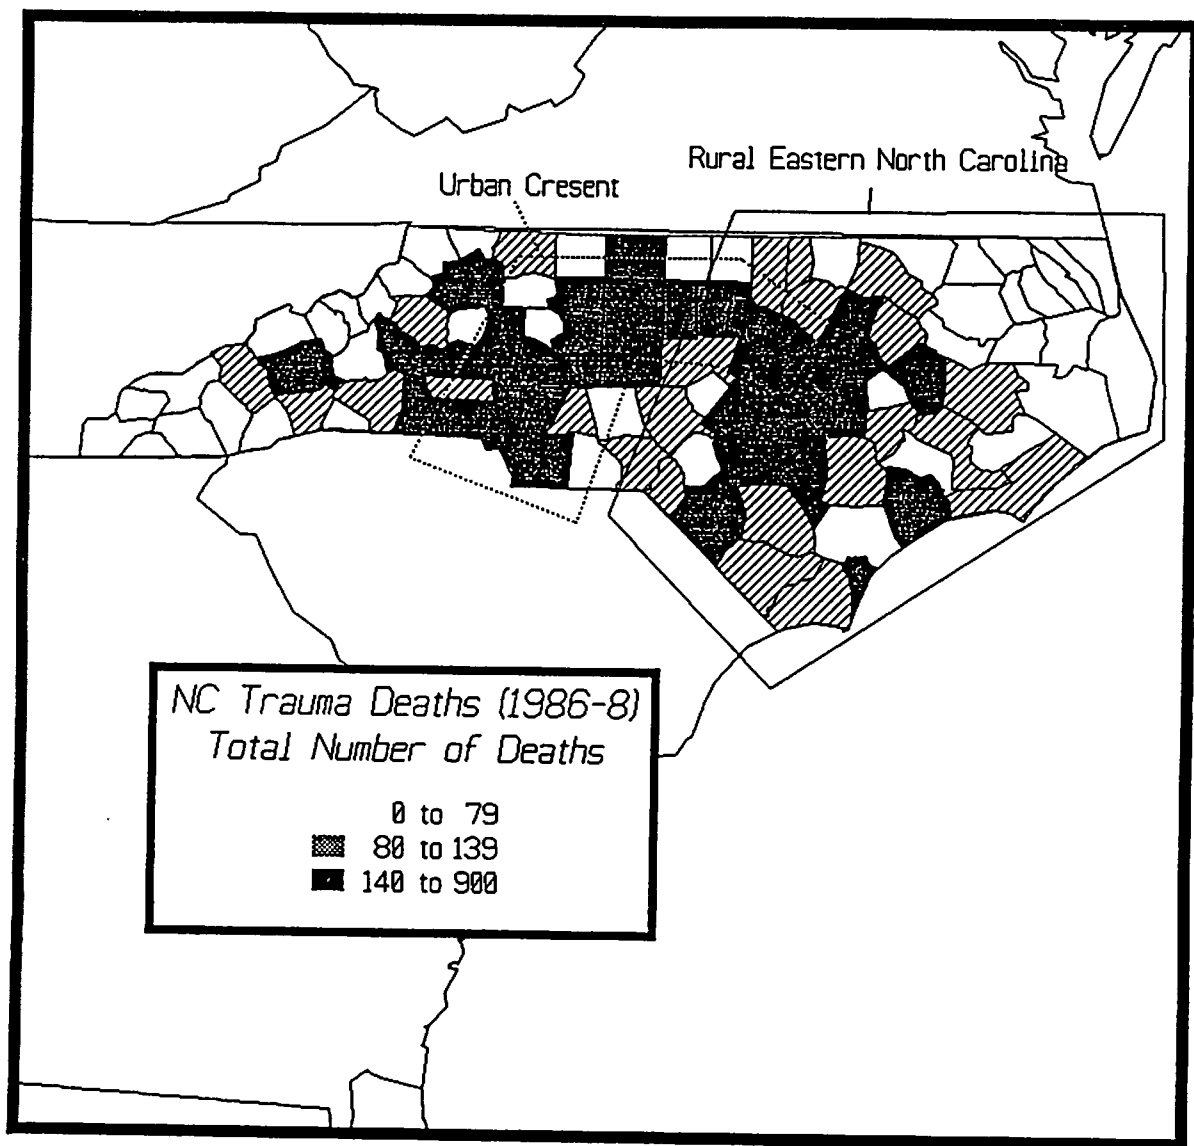 Rural Eastern North Caroline
Urban Cresent
NC Trauma Deaths (1986-8)
Total Number of Deaths
0 to 79
80 to 139
140 to 900